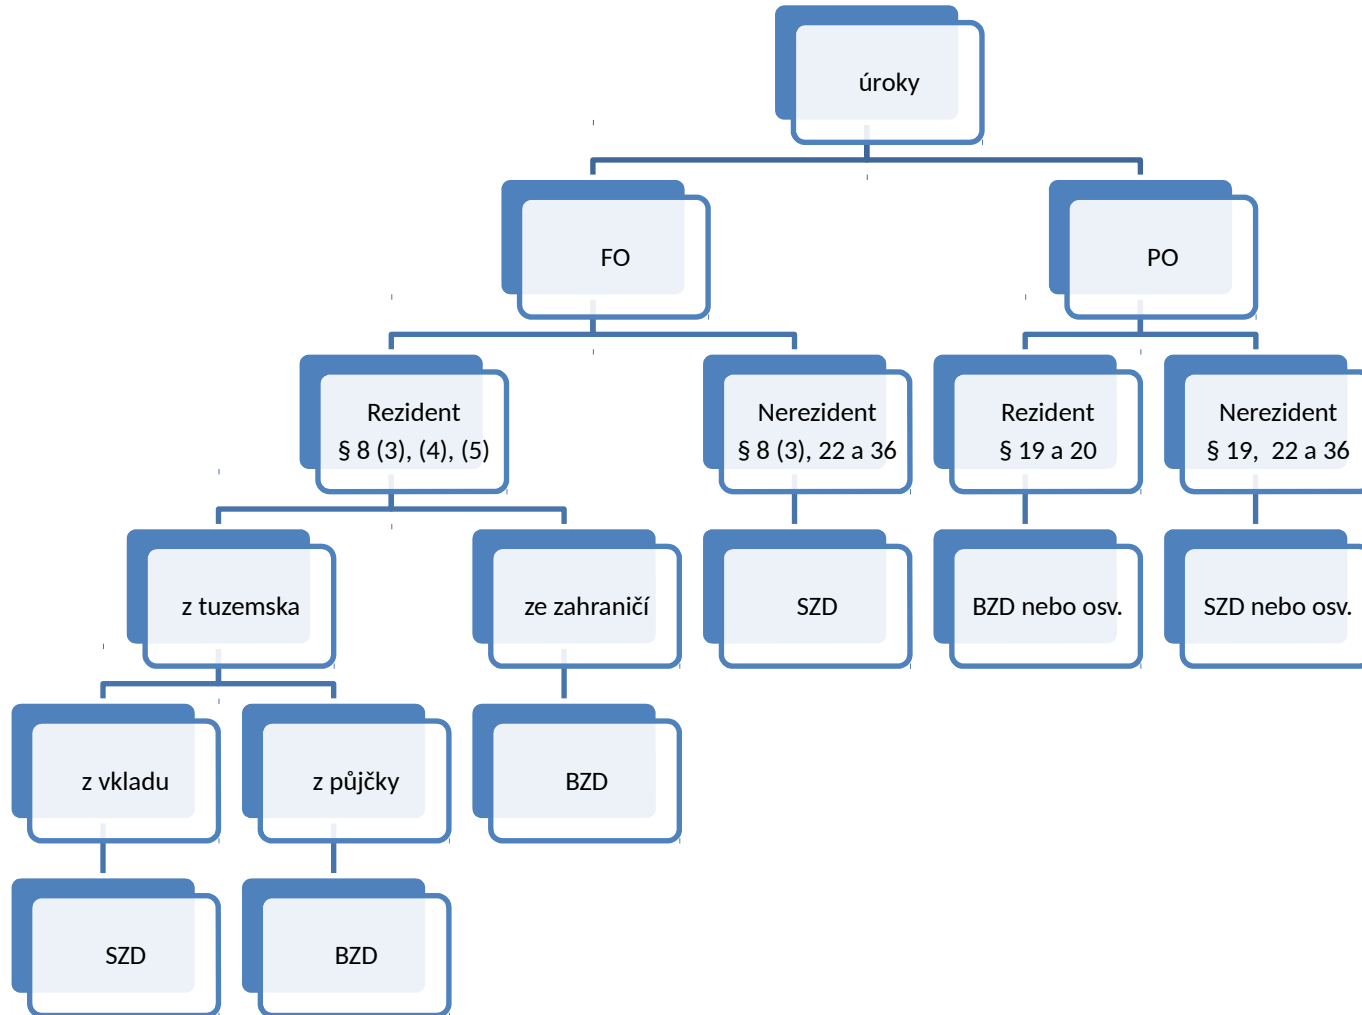 úroky
FO
PO
Rezident
§ 8 (3), (4), (5)
Nerezident
§ 8 (3), 22 a 36
Rezident
§ 19 a 20
Nerezident
§ 19,  22 a 36
z tuzemska
ze zahraničí
SZD
BZD nebo osv.
SZD nebo osv.
z vkladu
z půjčky
BZD
SZD
BZD